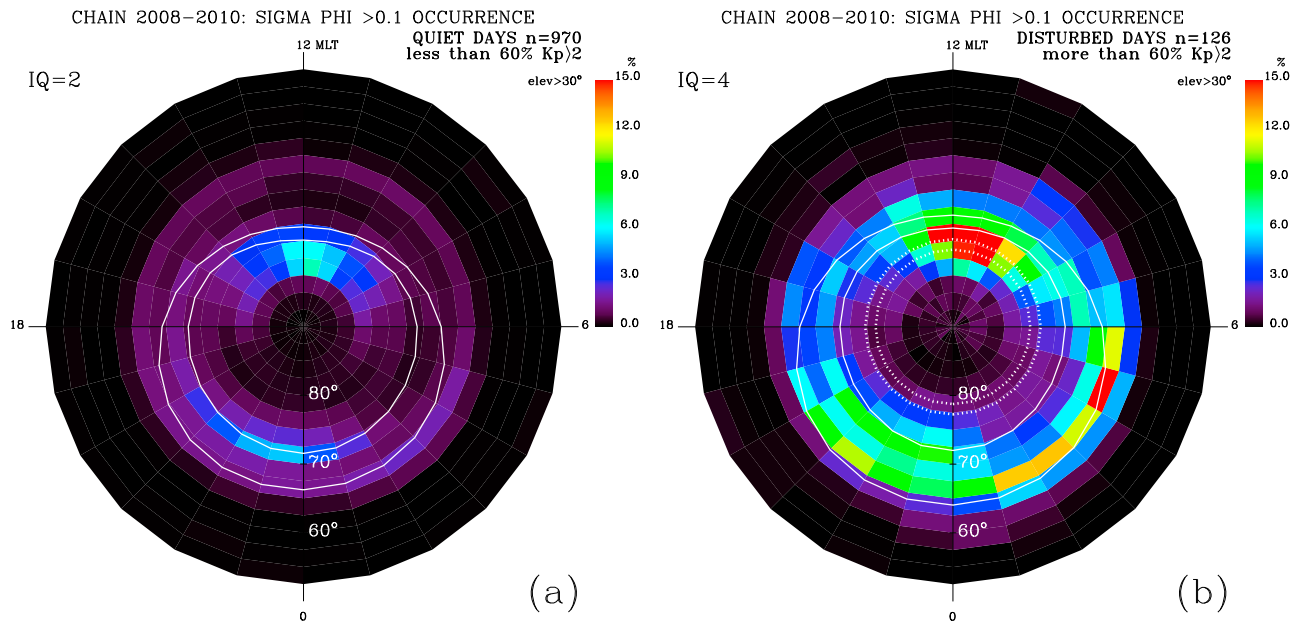 CHAIN 2008-2010: SIGMA PHI >0.1 OCCURRENCE
QUIET DAYS n=970
less than 60% Kp⟩2
12 MLT
%
IQ=2
elev>30°
15.0
12.0
9.0
6.0
3.0
0.0
18
6
80°
70°
60°
0
(a)
CHAIN 2008-2010: SIGMA PHI >0.1 OCCURRENCE
DISTURBED DAYS n=126
more than 60% Kp⟩2
12 MLT
%
IQ=4
elev>30°
15.0
12.0
9.0
6.0
3.0
0.0
18
6
80°
70°
60°
0
(b)